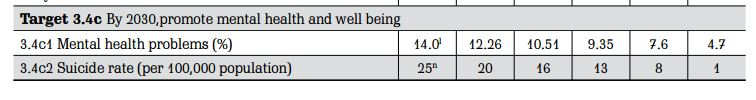 Target 3.4c By 2030,promote mental health and well being
3.4c1 Mental health problems (%) 14.0¹ 12.26 10.51 9.35 7.6 4.7
3.4c2 Suicide rate (per 100,000 population) 25ⁿ 20 16 13 8 1